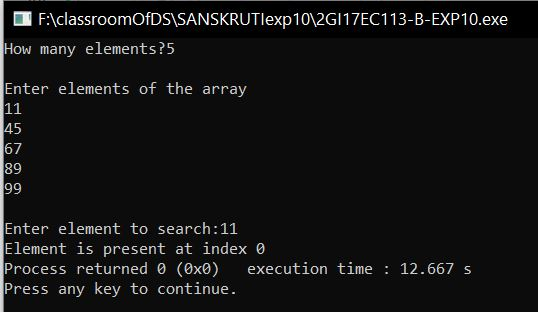 F:\classroomOfDS\SANSKRUTIexp10\2GI17EC113-B-EXP10.exe
How many elements?5
Enter elements of the array
11
45
67
89
99
Enter element to search:11
Element is present at index 0
Process returned 0 (0x0)   execution time : 12.667 s
Press any key to continue.